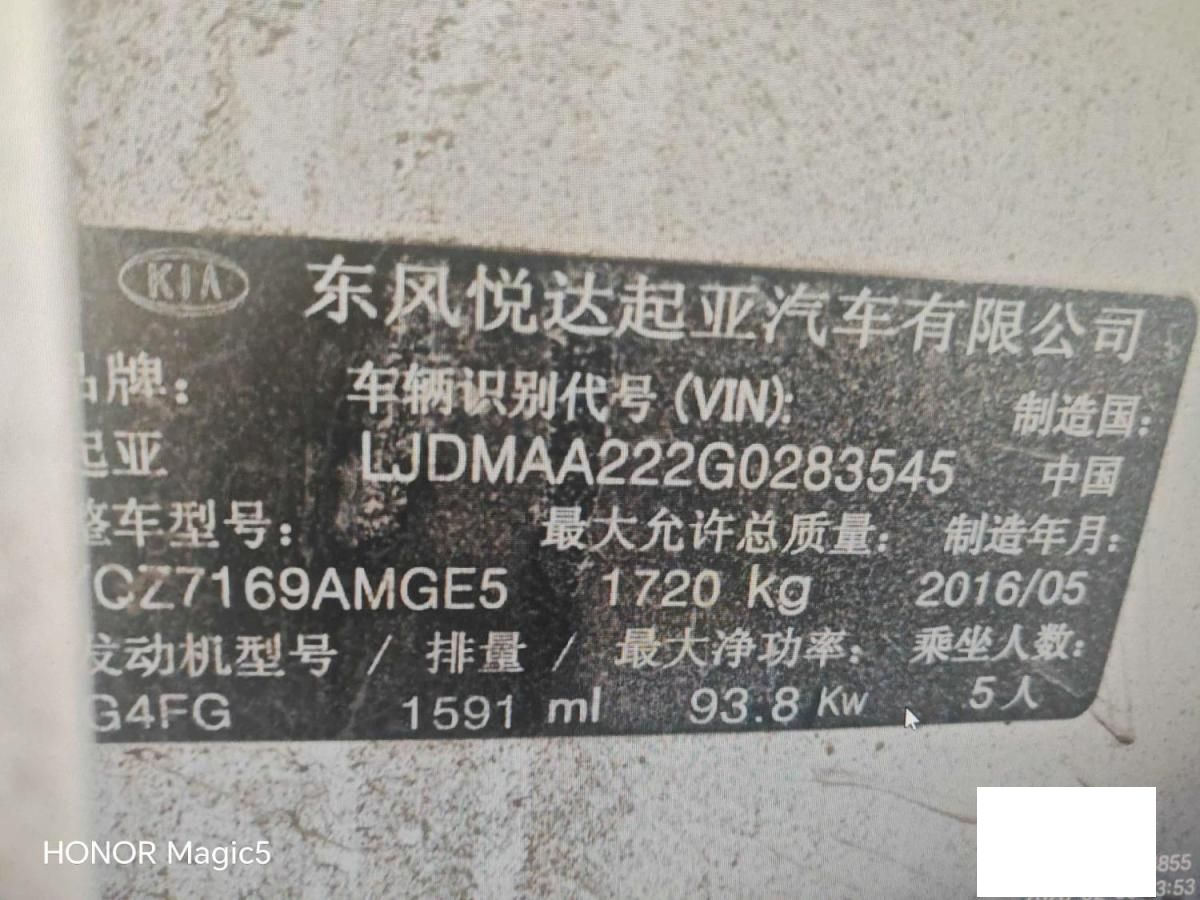 KIA 东风悦达起亚汽车有限公司
品牌： 车辆识别代号 (VIN): 制造国：
起亚 LJDMAA222G0283545 中国
整车型号： 最大允许总质量： 制造年月：
CZ7169AMGE5 1720 kg 2016/05
发动机型号 / 排量 / 最大净功率： 乘坐人数：
G4FG 1591 ml 93.8 Kw 5人
HONOR Magic5
855
3:53